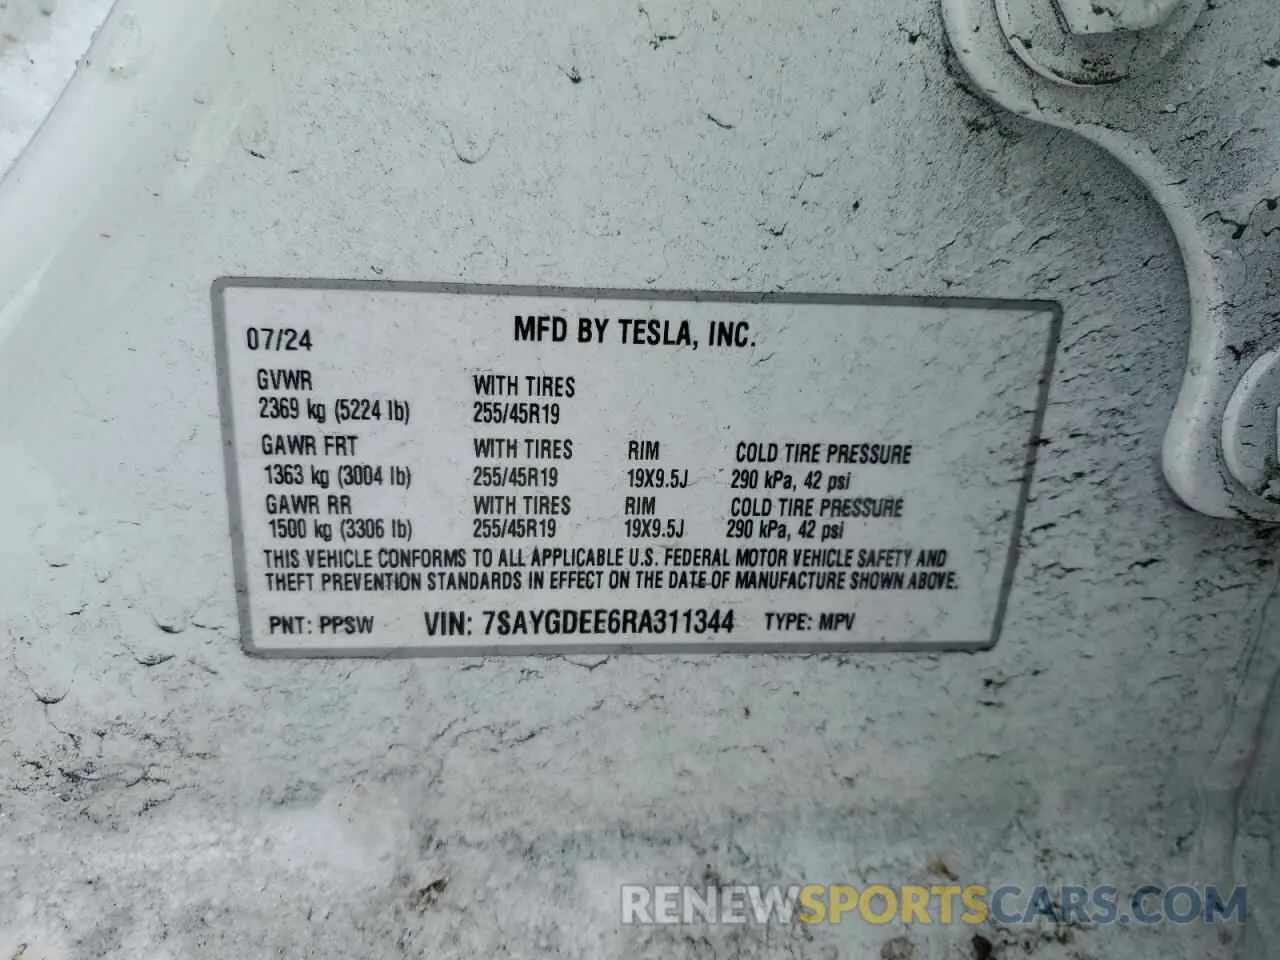 07/24 MFD BY TESLA, INC.
GVWR WITH TIRES
2369 kg (5224 lb) 255/45R19
GAWR FRT WITH TIRES RIM COLD TIRE PRESSURE
1363 kg (3004 lb) 255/45R19 19X9.5J 290 kPa, 42 psi
GAWR RR WITH TIRES RIM COLD TIRE PRESSURE
1500 kg (3306 lb) 255/45R19 19X9.5J 290 kPa, 42 psi
THIS VEHICLE CONFORMS TO ALL APPLICABLE U.S. FEDERAL MOTOR VEHICLE SAFETY AND
THEFT PREVENTION STANDARDS IN EFFECT ON THE DATE OF MANUFACTURE SHOWN ABOVE.
PNT: PPSW VIN: 7SAYGDEE6RA311344 TYPE: MPV
RENEWSPORTSCARS.COM